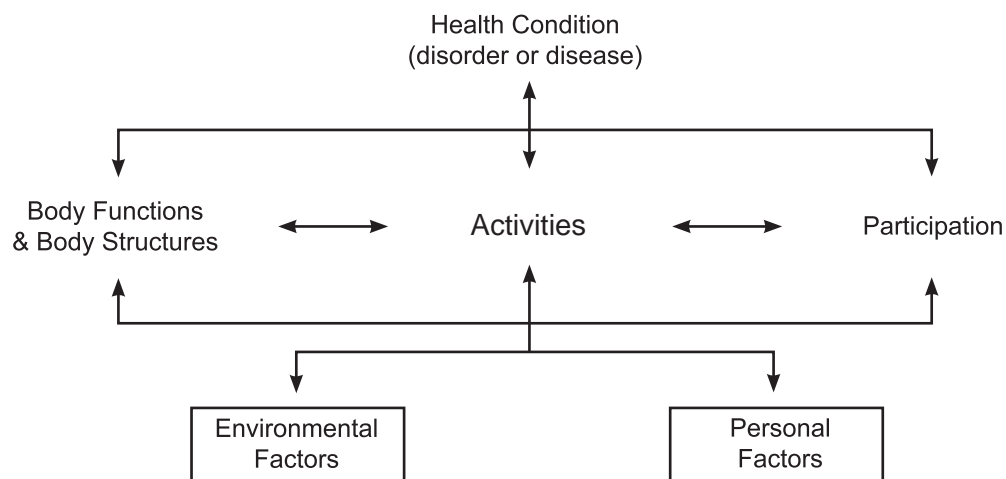 Health Condition
(disorder or disease)
Body Functions
& Body Structures
Activities
Participation
Environmental
Factors
Personal
Factors